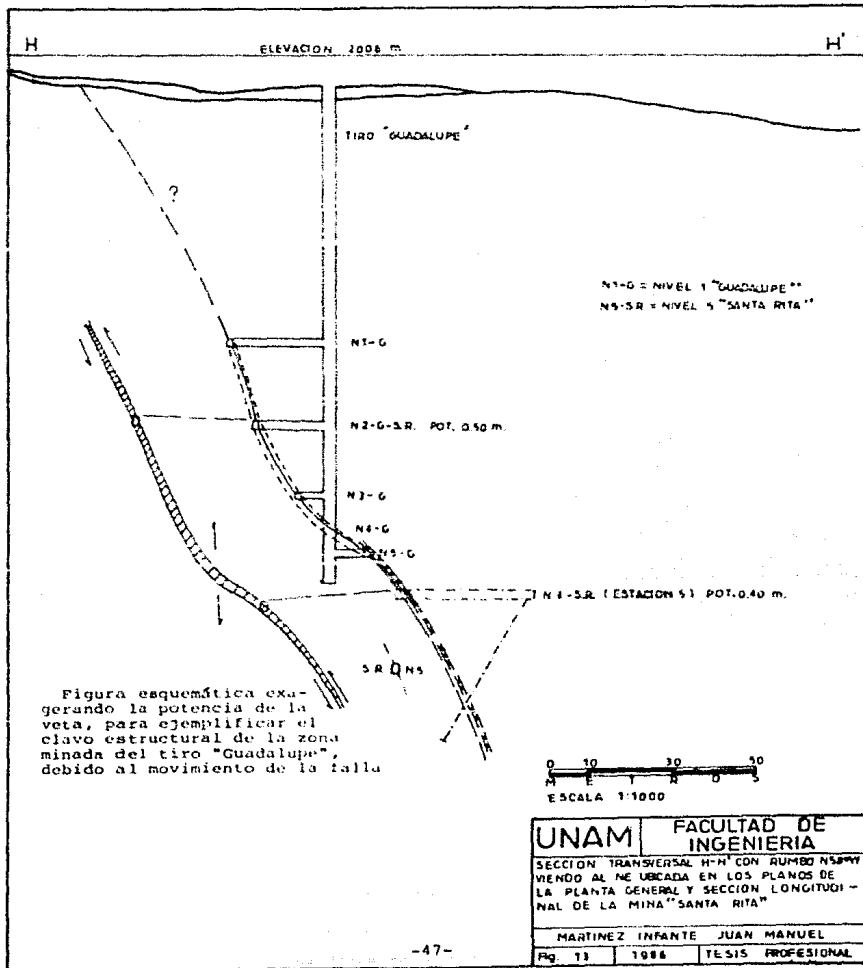 H
ELEVACION 2006 m
H'
TIRO "GUADALUPE"
?
N1-G = NIVEL 1 "GUADALUPE"
N5-S.R = NIVEL 5 "SANTA RITA"
N1-G
N2-G-S.R. POT. 0.50 m.
N3-G
N4-G
N5-G
N4-S.R. (ESTACION 5) POT. 0.40 m.
S.R. N5
Figura esquemática exa-
gerando la potencia de la
veta, para ejemplificar el
clavo estructural de la zona
minada del tiro "Guadalupe",
debido al movimiento de la falla
0 10 30 50
M E T R O S
ESCALA 1:1000
UNAM
FACULTAD DE
INGENIERIA
SECCION TRANSVERSAL H-H' CON RUMBO
VIENDO AL NE UBICADA EN LOS PLANOS DE
LA PLANTA GENERAL Y SECCION LONGITUDI-
NAL DE LA MINA "SANTA RITA"
MARTINEZ INFANTE JUAN MANUEL
Fig. 13 1986 TESIS PROFESIONAL
-47-